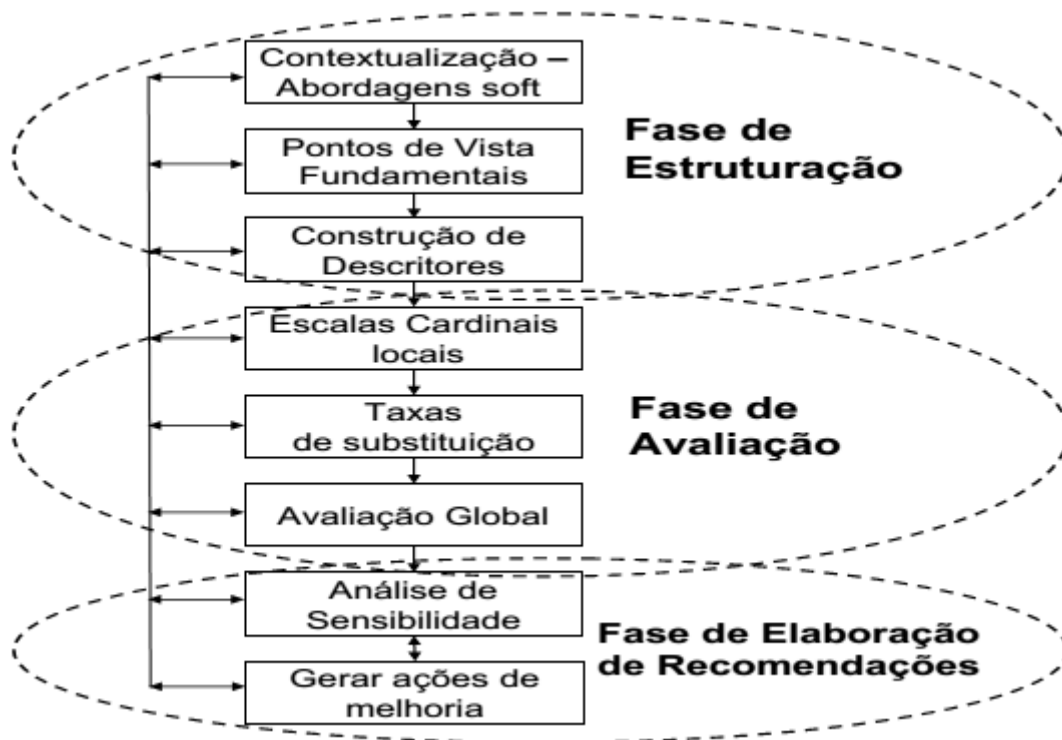 Contextualização –
Abordagens soft
Fase de
Estruturação
Pontos de Vista
Fundamentais
Construção de
Descritores
Escalas Cardinais
locais
Fase de
Avaliação
Taxas
de substituição
Avaliação Global
Análise de
Sensibilidade
Fase de Elaboração
de Recomendações
Gerar ações de
melhoria